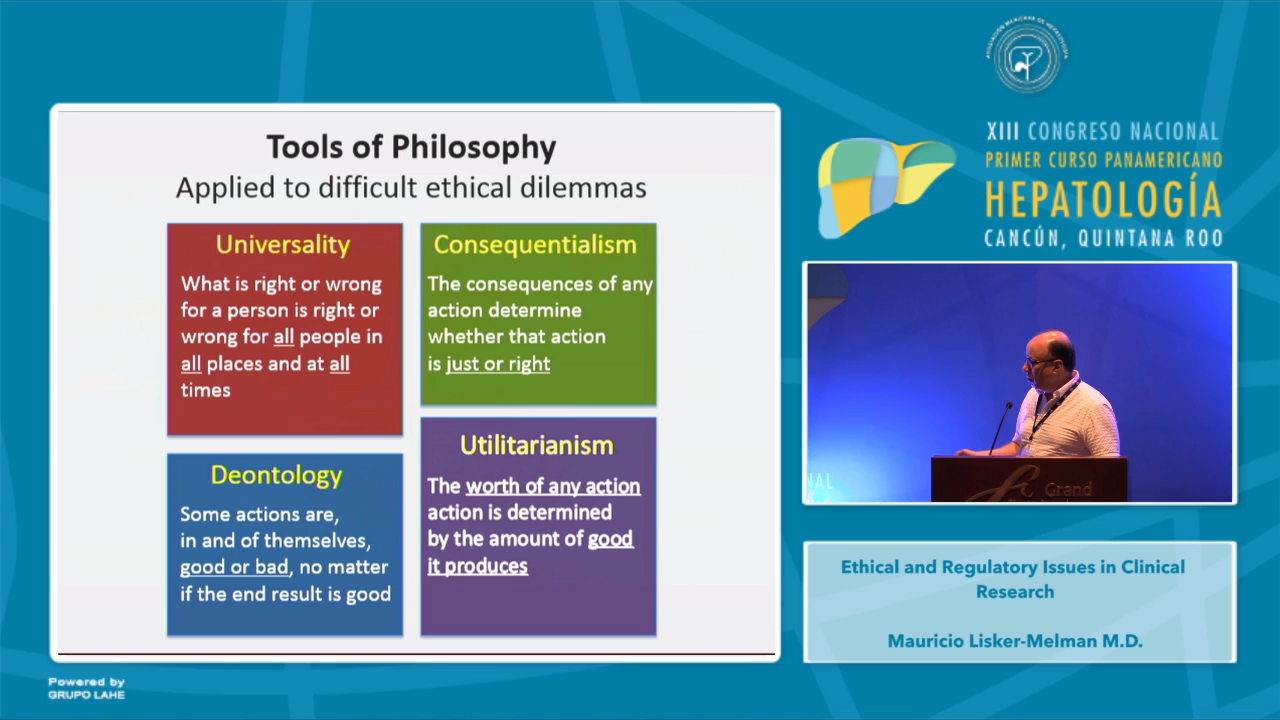 Tools of Philosophy
Applied to difficult ethical dilemmas
Universality
What is right or wrong
for a person is right or
wrong for all people in
all places and at all
times
Consequentialism
The consequences of any
action determine
whether that action
is just or right
Deontology
Some actions are,
in and of themselves,
good or bad, no matter
if the end result is good
Utilitarianism
The worth of any action
action is determined
by the amount of good
it produces
ASOCIACIÓN MEXICANA DE HEPATOLOGÍA
XIII CONGRESO NACIONAL
PRIMER CURSO PANAMERICANO
HEPATOLOGÍA
CANCÚN, QUINTANA ROO
Grand
Ethical and Regulatory Issues in Clinical
Research
Mauricio Lisker-Melman M.D.
Powered by
GRUPO LAHE